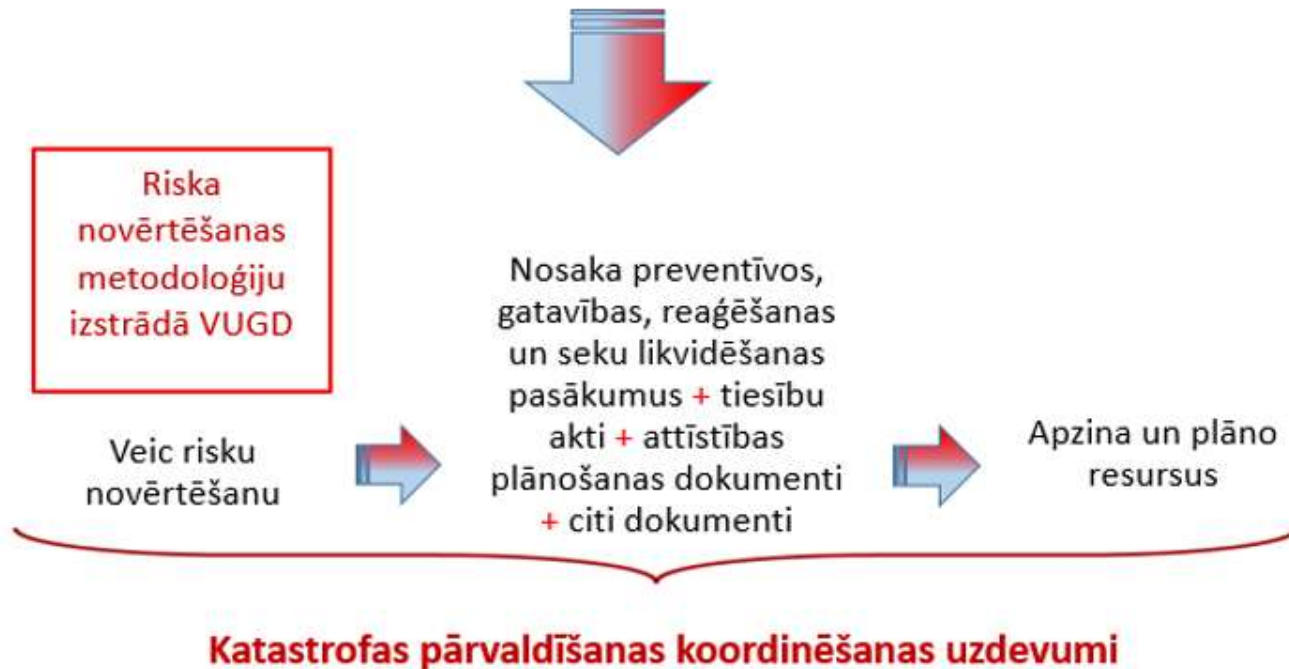 Riska
novērtēšanas
metodoloģiju
izstrādā VUGD
Veic risku
novērtēšanu
Nosaka preventīvos,
gatavības, reaģēšanas
un seku likvidēšanas
pasākumus + tiesību
akti + attīstības
plānošanas dokumenti
+ citi dokumenti
Apzina un plāno
resursus
Katastrofas pārvaldīšanas koordinēšanas uzdevumi